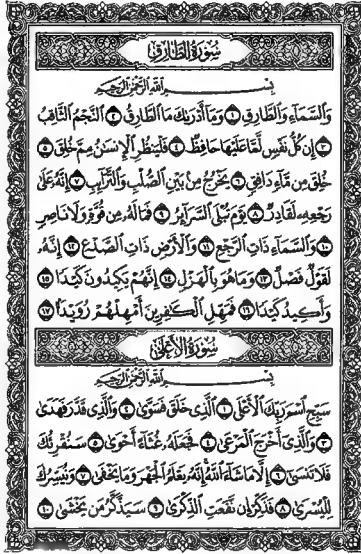 سُورَةُ الطَّارِقِ
بِسْمِ اللَّهِ الرَّحْمَٰنِ الرَّحِيمِ
وَالسَّمَاءِ وَالطَّارِقِ ١ وَمَا أَدْرَاكَ مَا الطَّارِقُ ٢ النَّجْمُ الثَّاقِبُ
٣ إِن كُلُّ نَفْسٍ لَّمَّا عَلَيْهَا حَافِظٌ ٤ فَلْيَنظُرِ الْإِنسَانُ مِمَّ خُلِقَ ٥
خُلِقَ مِن مَّاءٍ دَافِقٍ ٦ يَخْرُجُ مِن بَيْنِ الصُّلْبِ وَالتَّرَائِبِ ٧ إِنَّهُ عَلَىٰ
رَجْعِهِ لَقَادِرٌ ٨ يَوْمَ تُبْلَى السَّرَائِرُ ٩ فَمَا لَهُ مِن قُوَّةٍ وَلَا نَاصِرٍ
١٠ وَالسَّمَاءِ ذَاتِ الرَّجْعِ ١١ وَالْأَرْضِ ذَاتِ الصَّدْعِ ١٢ إِنَّهُ
لَقَوْلٌ فَصْلٌ ١٣ وَمَا هُوَ بِالْهَزْلِ ١٤ إِنَّهُمْ يَكِيدُونَ كَيْدًا ١٥
وَأَكِيدُ كَيْدًا ١٦ فَمَهِّلِ الْكَافِرِينَ أَمْهِلْهُمْ رُوَيْدًا ١٧
سُورَةُ الْأَعْلَىٰ
بِسْمِ اللَّهِ الرَّحْمَٰنِ الرَّحِيمِ
سَبِّحِ اسْمَ رَبِّكَ الْأَعْلَى ١ الَّذِي خَلَقَ فَسَوَّىٰ ٢ وَالَّذِي قَدَّرَ فَهَدَىٰ
٣ وَالَّذِي أَخْرَجَ الْمَرْعَىٰ ٤ فَجَعَلَهُ غُثَاءً أَحْوَىٰ ٥ سَنُقْرِئُكَ
فَلَا تَنسَىٰ ٦ إِلَّا مَا شَاءَ اللَّهُ إِنَّهُ يَعْلَمُ الْجَهْرَ وَمَا يَخْفَىٰ ٧ وَنُيَسِّرُكَ
لِلْيُسْرَىٰ ٨ فَذَكِّرْ إِن نَّفَعَتِ الذِّكْرَىٰ ٩ سَيَذَّكَّرُ مَن يَخْشَىٰ ١٠